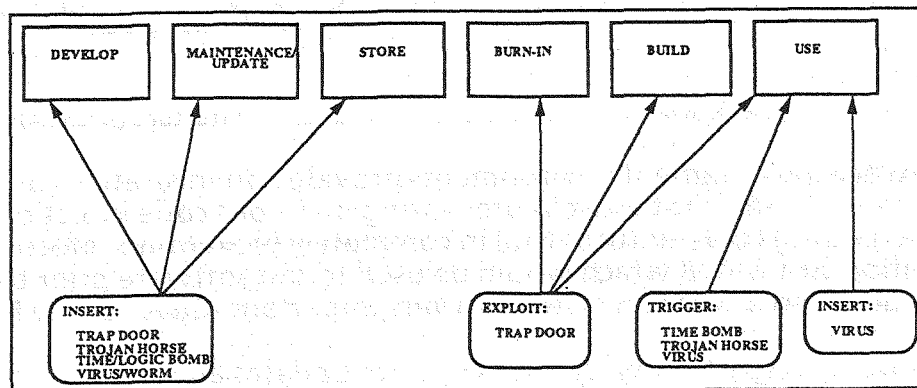 DEVELOP
MAINTENANCE/
UPDATE
STORE
BURN-IN
BUILD
USE
INSERT:
TRAP DOOR
TROJAN HORSE
TIME/LOGIC BOMB
VIRUS/WORM
EXPLOIT:
TRAP DOOR
TRIGGER:
TIME BOMB
TROJAN HORSE
VIRUS
INSERT:
VIRUS